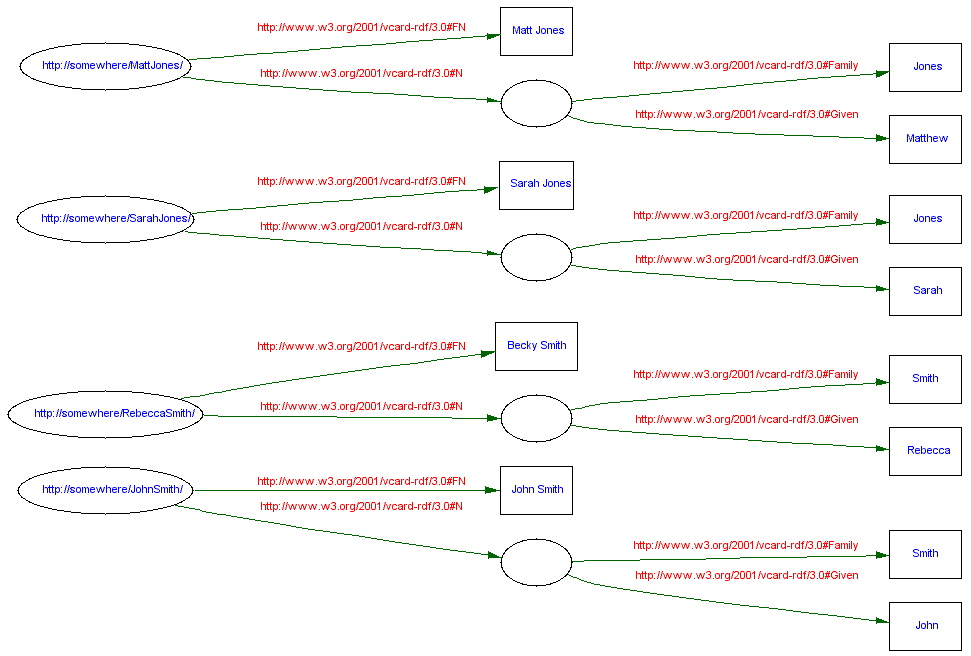 http://www.w3.org/2001/vcard-rdf/3.0#FN
Matt Jones
http://somewhere/MattJones/
http://www.w3.org/2001/vcard-rdf/3.0#N
http://www.w3.org/2001/vcard-rdf/3.0#Family
Jones
http://www.w3.org/2001/vcard-rdf/3.0#Given
Matthew
http://www.w3.org/2001/vcard-rdf/3.0#FN
Sarah Jones
http://somewhere/SarahJones/
http://www.w3.org/2001/vcard-rdf/3.0#N
http://www.w3.org/2001/vcard-rdf/3.0#Family
Jones
http://www.w3.org/2001/vcard-rdf/3.0#Given
Sarah
http://www.w3.org/2001/vcard-rdf/3.0#FN
Becky Smith
http://somewhere/RebeccaSmith/
http://www.w3.org/2001/vcard-rdf/3.0#N
http://www.w3.org/2001/vcard-rdf/3.0#Family
Smith
http://www.w3.org/2001/vcard-rdf/3.0#Given
Rebecca
http://somewhere/JohnSmith/
http://www.w3.org/2001/vcard-rdf/3.0#FN
John Smith
http://www.w3.org/2001/vcard-rdf/3.0#N
http://www.w3.org/2001/vcard-rdf/3.0#Family
Smith
http://www.w3.org/2001/vcard-rdf/3.0#Given
John